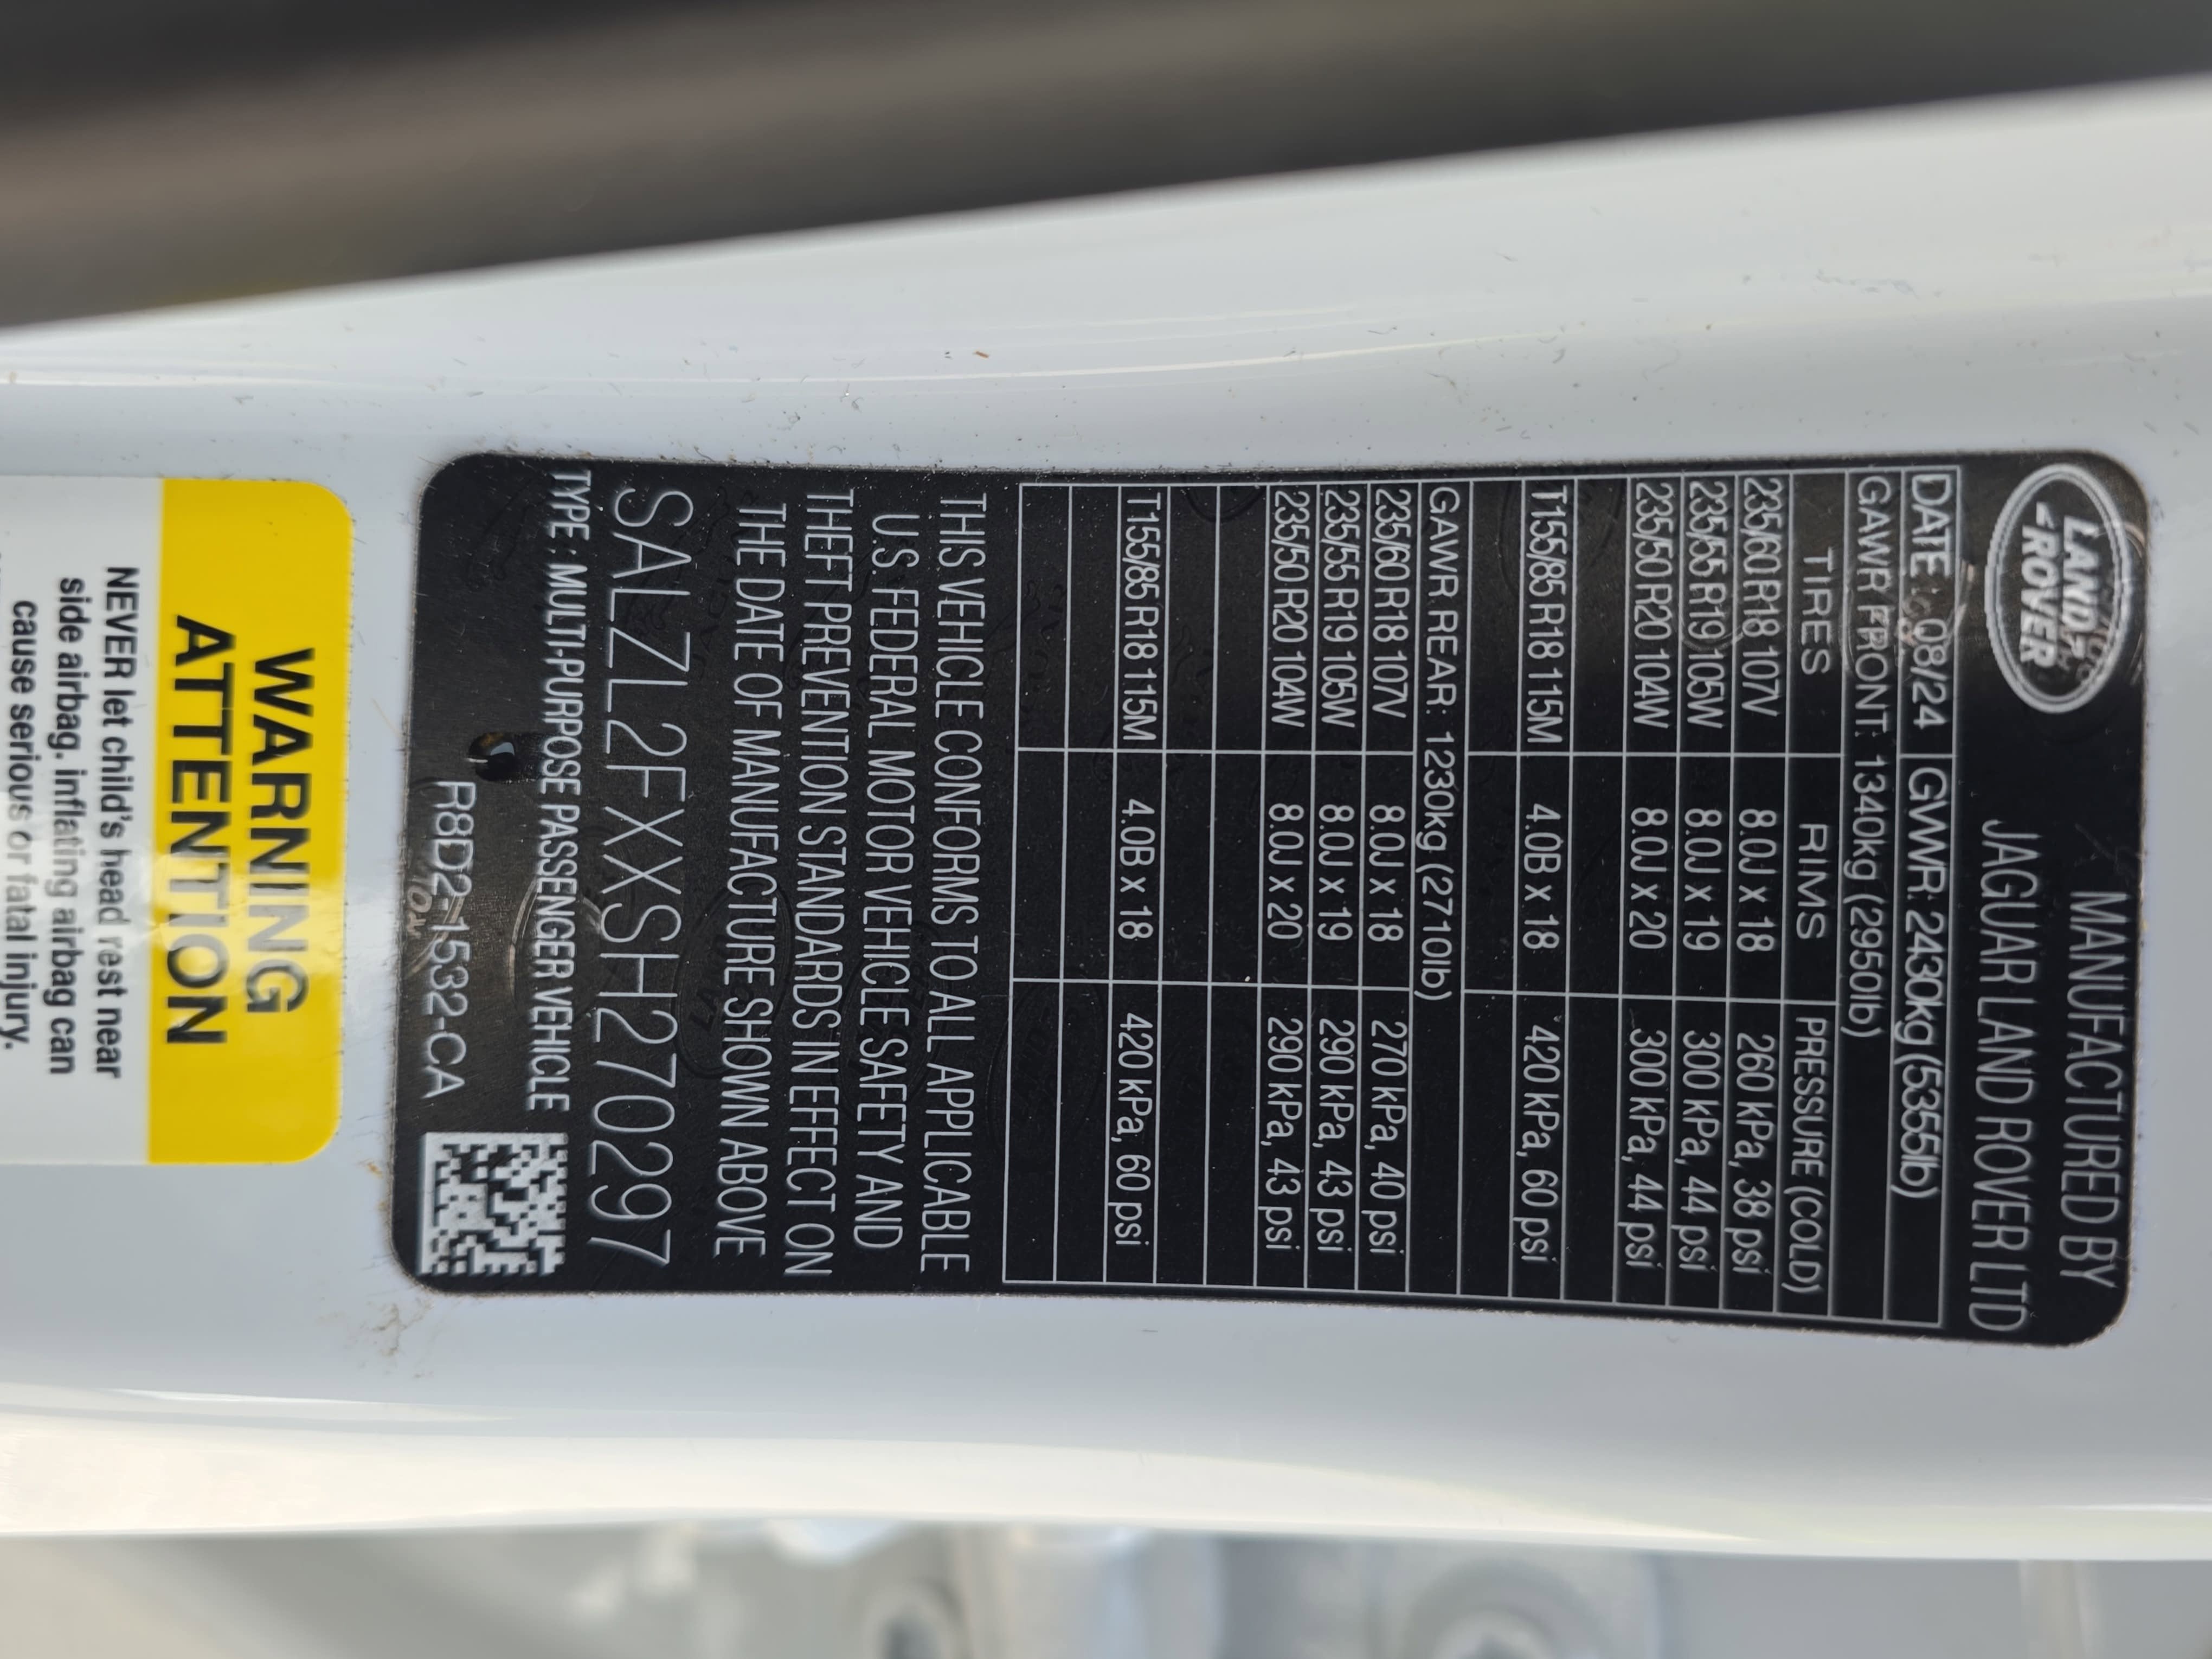 LAND-
-ROVER
MANUFACTURED BY
JAGUAR LAND ROVER LTD
DATE : 08/24 GVWR: 2430kg (5355lb)
GAWR FRONT: 1340kg (2950lb)
TIRES RIMS PRESSURE (COLD)
235/60 R18 107V 8.0J x 18 260 kPa, 38 psi
235/55 R19 105W 8.0J x 19 300 kPa, 44 psi
235/50 R20 104W 8.0J x 20 300 kPa, 44 psi
T155/85 R18 115M 4.0B x 18 420 kPa, 60 psi
GAWR REAR: 1230kg (2710lb)
235/60 R18 107V 8.0J x 18 270 kPa, 40 psi
235/55 R19 105W 8.0J x 19 290 kPa, 43 psi
235/50 R20 104W 8.0J x 20 290 kPa, 43 psi
T155/85 R18 115M 4.0B x 18 420 kPa, 60 psi
THIS VEHICLE CONFORMS TO ALL APPLICABLE
U.S. FEDERAL MOTOR VEHICLE SAFETY AND
THEFT PREVENTION STANDARDS IN EFFECT ON
THE DATE OF MANUFACTURE SHOWN ABOVE
SALZL2FXXSH270297
TYPE : MULTI-PURPOSE PASSENGER VEHICLE
R8D2-1532-CA
WARNING
ATTENTION
NEVER let child's head rest near
side airbag. inflating airbag can
cause serious or fatal injury.